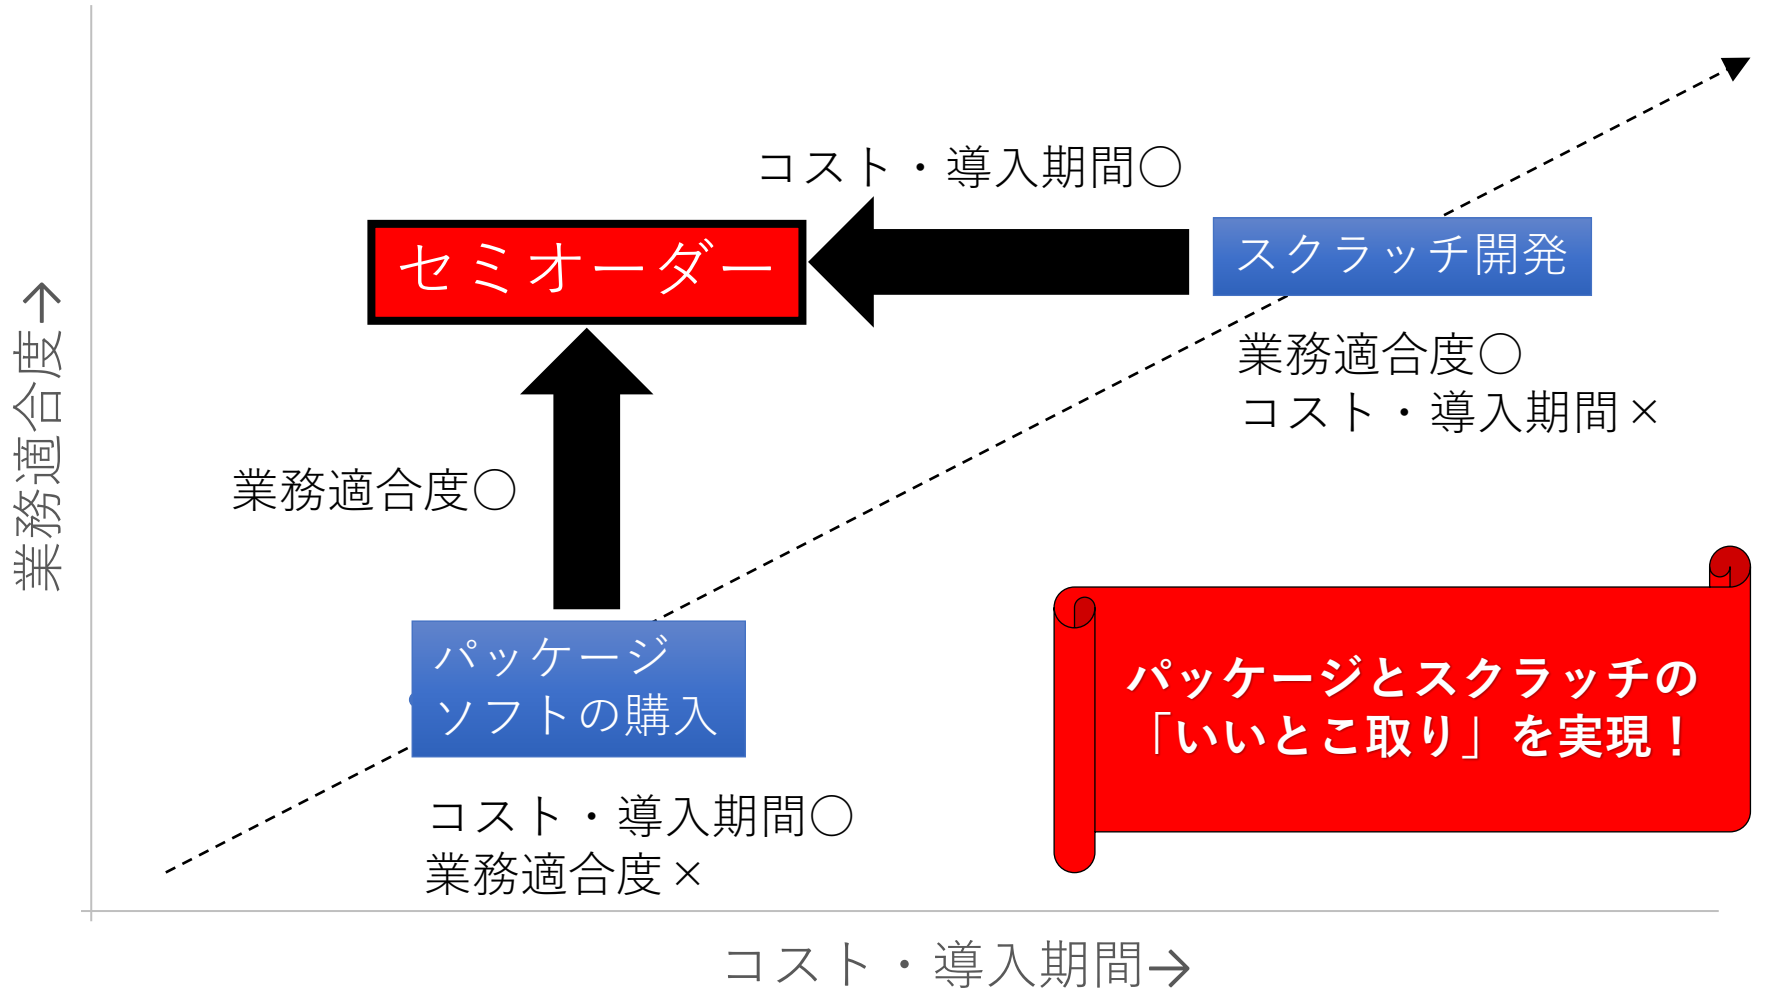 コスト・導入期間〇
セミオーダー
スクラッチ開発
業務適合度〇
コスト・導入期間×
業務適合度→
業務適合度〇
パッケージ
ソフトの購入
パッケージとスクラッチの
「いいとこ取り」を実現！
コスト・導入期間〇
業務適合度×
コスト・導入期間→